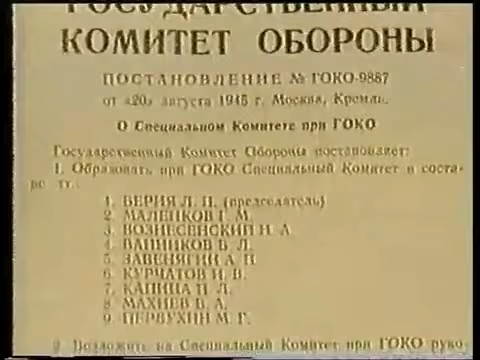 ГОСУДАРСТВЕННЫЙ
КОМИТЕТ ОБОРОНЫ
ПОСТАНОВЛЕНИЕ № ГОКО-9887
от «20» августа 1945 г. Москва, Кремль.
О Специальном Комитете при ГОКО
Государственный Комитет Обороны постановляет:
1. Образовать при ГОКО Специальный Комитет в соста-
ве т.т.
1. БЕРИЯ Л. П. (председатель)
2. МАЛЕНКОВ Г. М.
3. ВОЗНЕСЕНСКИЙ Н. А.
4. ВАННИКОВ Б. Л.
5. ЗАВЕНЯГИН А. П.
6. КУРЧАТОВ И. В.
7. КАПИЦА П. Л.
8. МАХНЕВ В. А.
9. ПЕРВУХИН М. Г.
2. Возложить на Специальный Комитет при ГОКО руко-